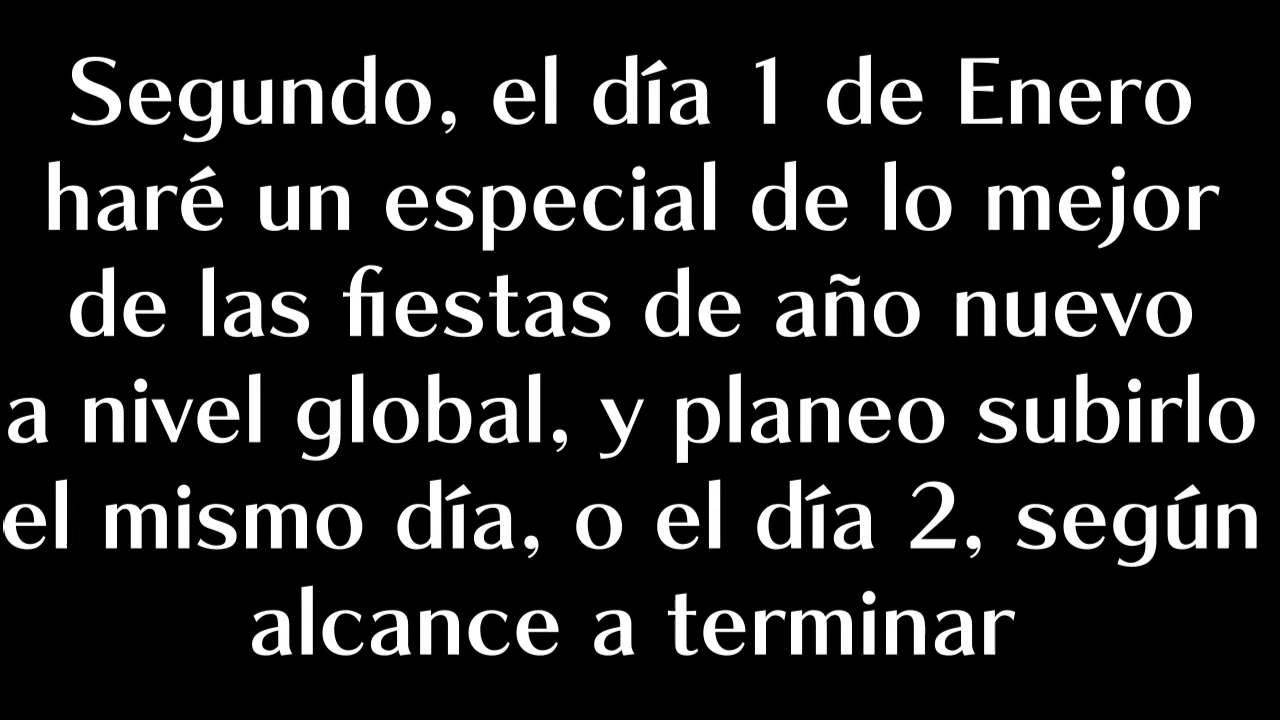 Segundo, el día 1 de Enero
haré un especial de lo mejor
de las fiestas de año nuevo
a nivel global, y planeo subirlo
el mismo día, o el día 2, según
alcance a terminar